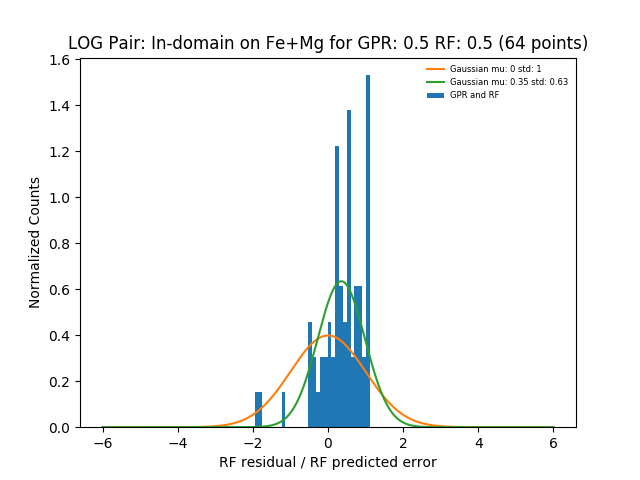 LOG Pair: In-domain on Fe+Mg for GPR: 0.5 RF: 0.5 (64 points)
Gaussian mu: 0 std: 1
Gaussian mu: 0.35 std: 0.63
GPR and RF
Normalized Counts
1.6
1.4
1.2
1.0
0.8
0.6
0.4
0.2
0.0
−6 −4 −2 0 2 4 6
RF residual / RF predicted error